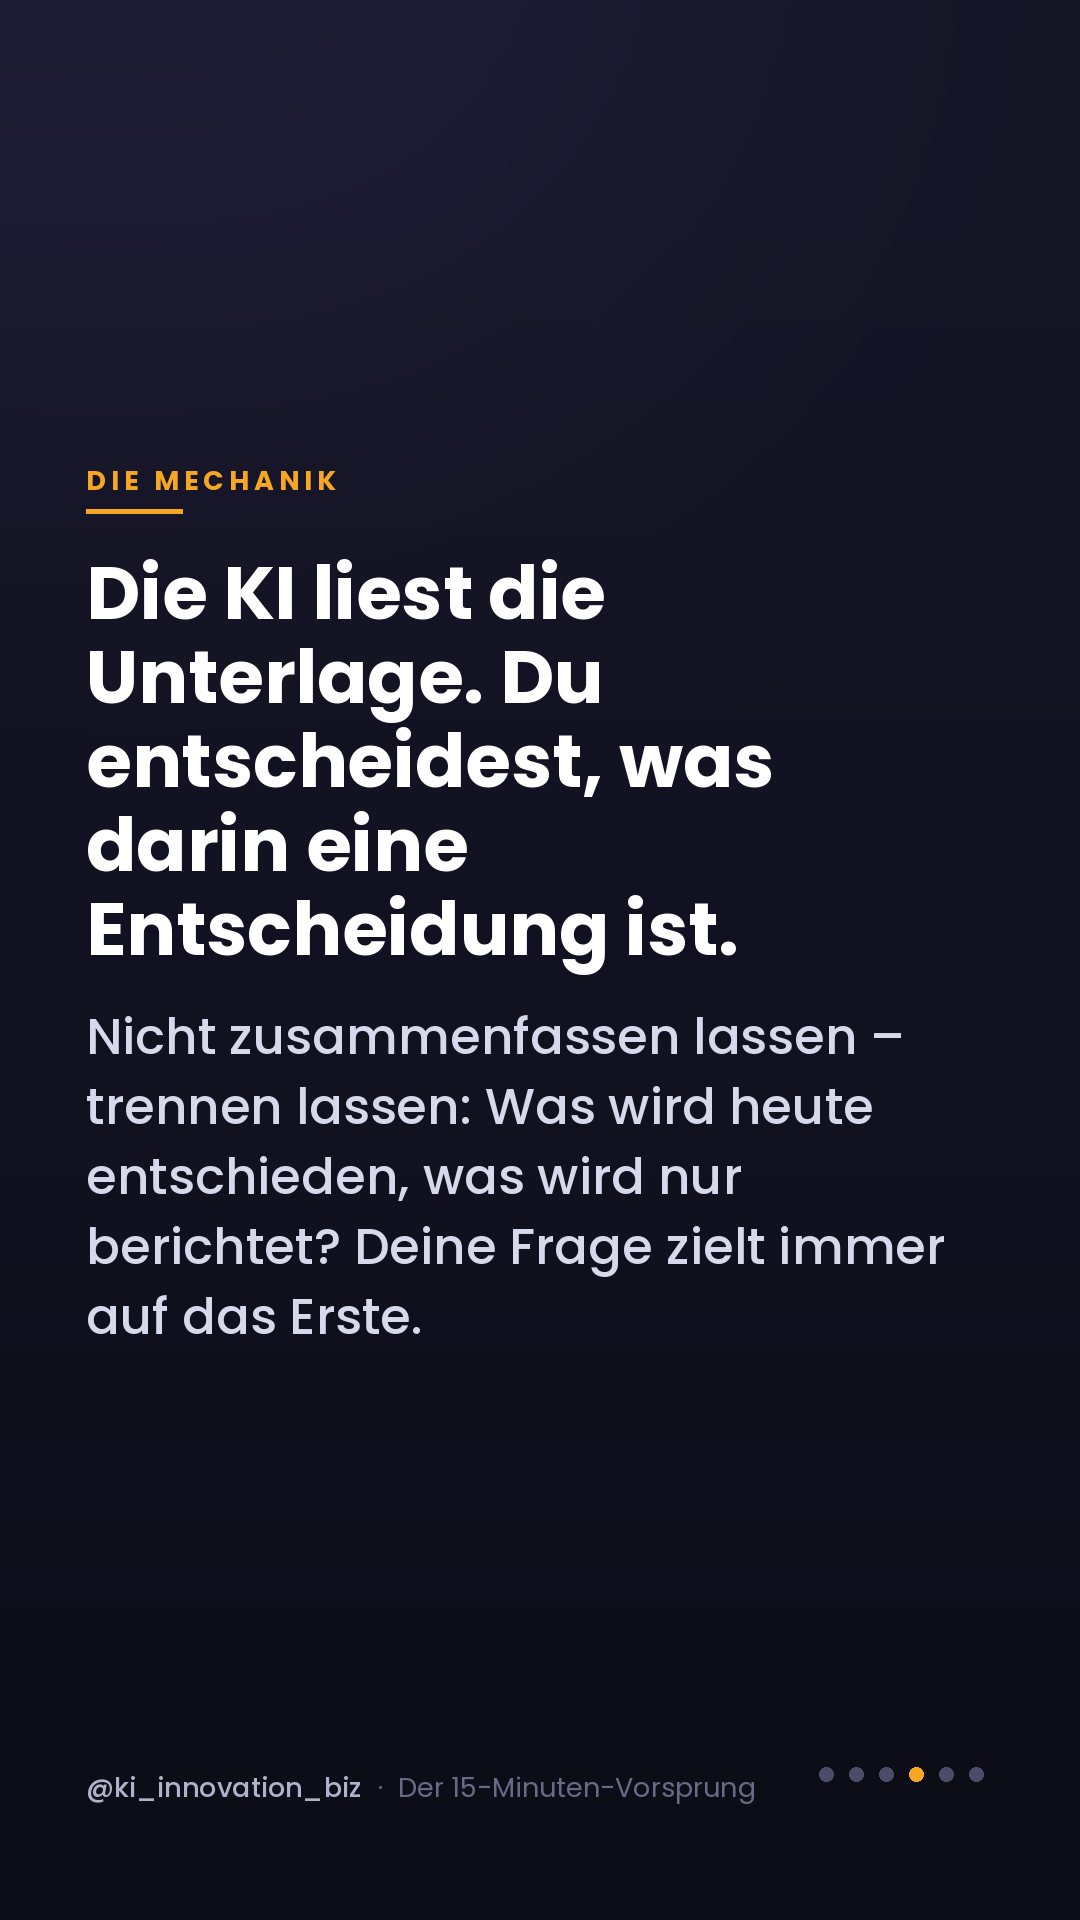 DIE MECHANIK
Die KI liest die
Unterlage. Du
entscheidest, was
darin eine
Entscheidung ist.
Nicht zusammenfassen lassen –
trennen lassen: Was wird heute
entschieden, was wird nur
berichtet? Deine Frage zielt immer
auf das Erste.
@ki_innovation_biz · Der 15-Minuten-Vorsprung